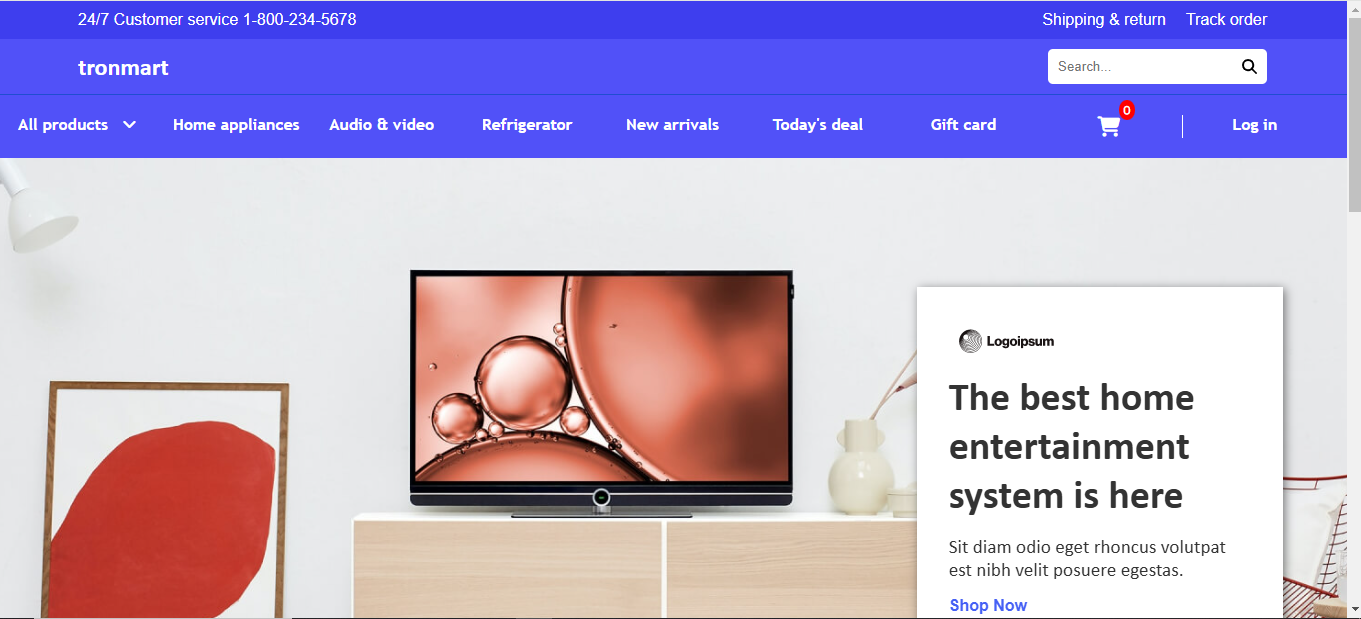 24/7 Customer service 1-800-234-5678
Shipping & return
Track order
tronmart
Search...
All products
Home appliances
Audio & video
Refrigerator
New arrivals
Today's deal
Gift card
0
Log in
Logoipsum
The best home
entertainment
system is here
Sit diam odio eget rhoncus volutpat
est nibh velit posuere egestas.
Shop Now